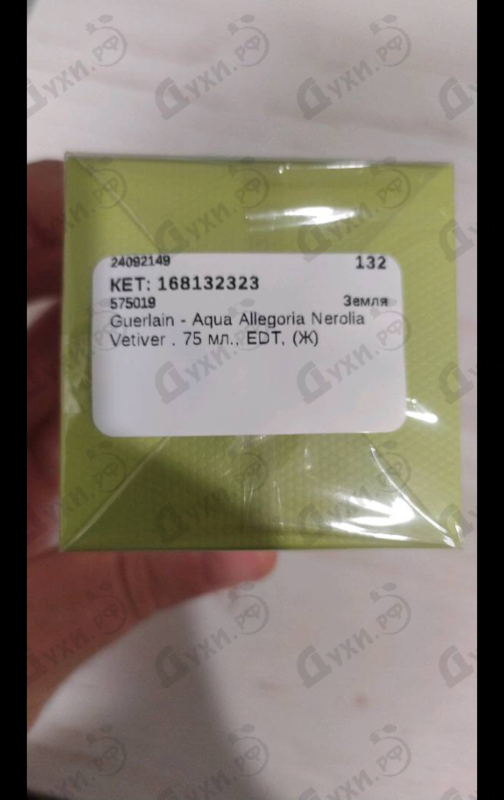 24092149 132
КЕТ: 168132323
575019 Земля
Guerlain - Aqua Allegoria Nerolia
Vetiver . 75 мл., EDT, (Ж)
Духи.рф